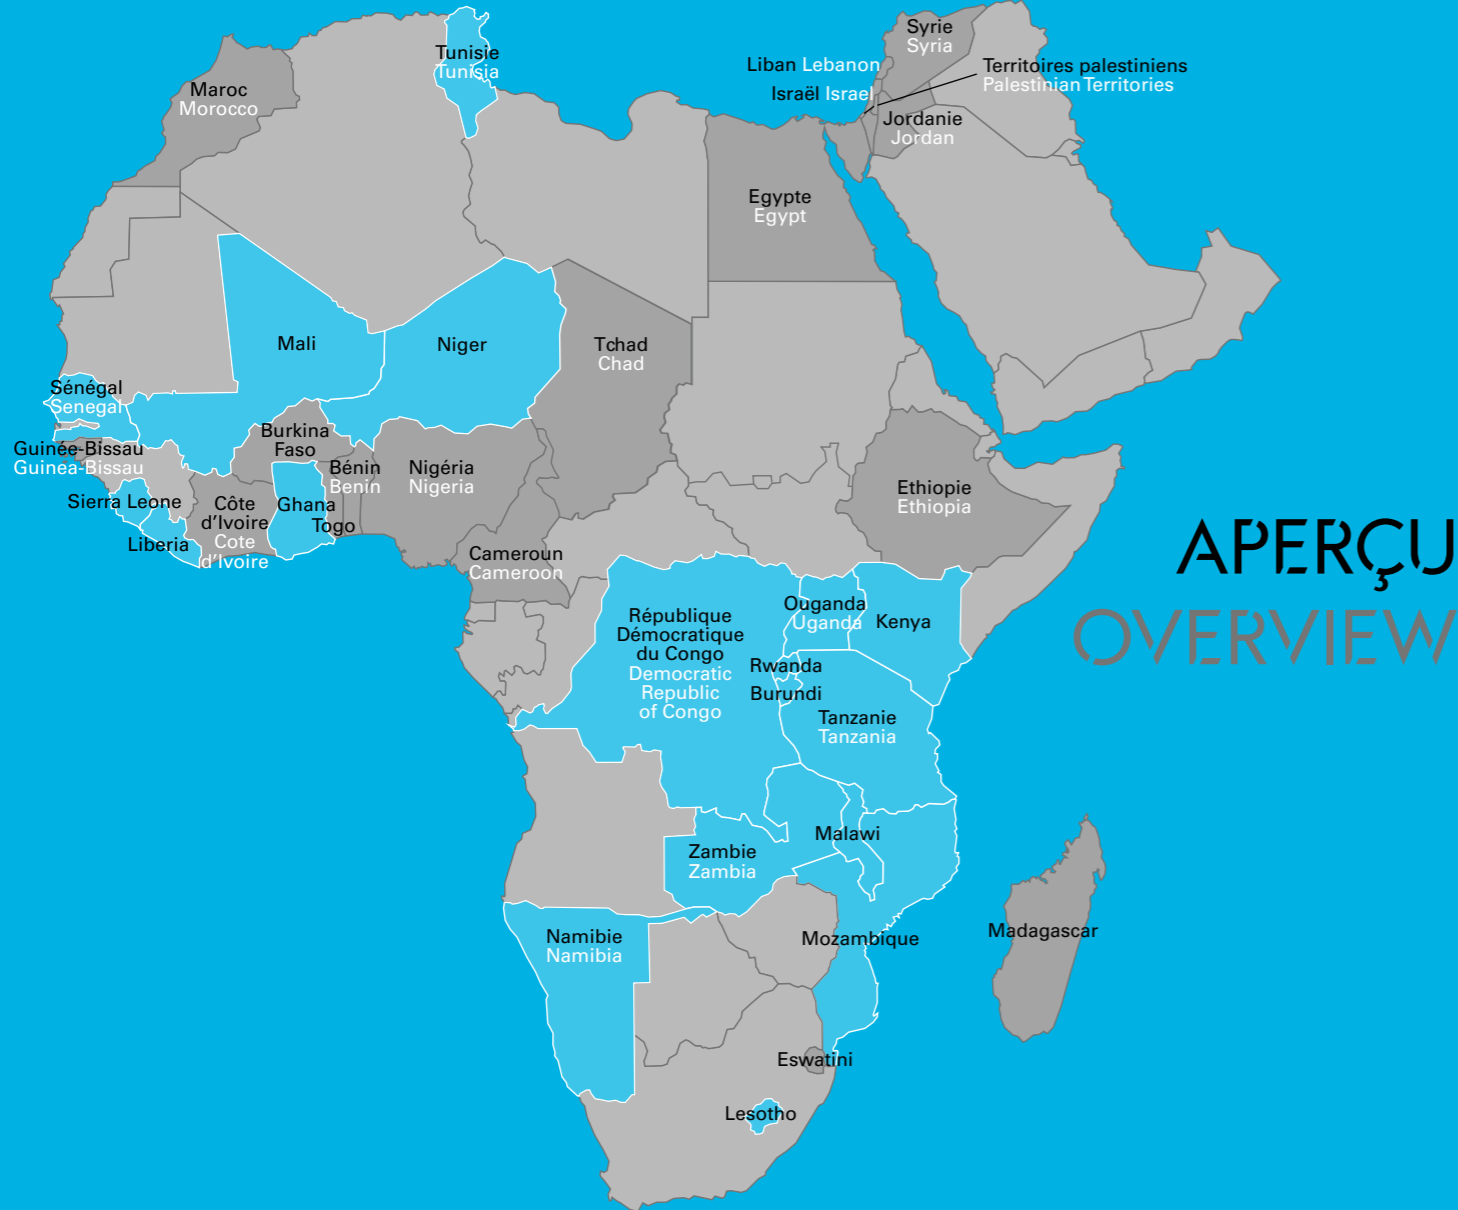 Syrie
Syria
Tunisie
Tunisia
Liban Lebanon
Territoires palestiniens
Palestinian Territories
Israël Israel
Maroc
Morocco
Jordanie
Jordan
Egypte
Egypt
Mali
Niger
Tchad
Chad
Sénégal
Senegal
Burkina
Faso
Guinée-Bissau
Guinea-Bissau
Bénin
Benin
Nigéria
Nigeria
Ethiopie
Ethiopia
Sierra Leone
Côte
d’Ivoire
Cote
d’Ivoire
Ghana
Togo
Liberia
Cameroun
Cameroon
APERÇU
OVERVIEW
République
Démocratique
du Congo
Democratic
Republic
of Congo
Ouganda
Uganda
Kenya
Rwanda
Burundi
Tanzanie
Tanzania
Malawi
Zambie
Zambia
Namibie
Namibia
Mozambique
Madagascar
Eswatini
Lesotho